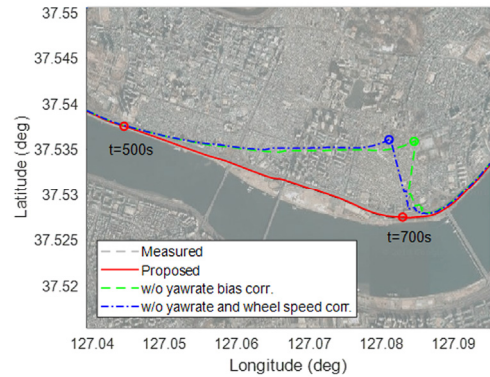 37.55
37.545
37.54
37.535
37.53
37.525
37.52
Latitude (deg)
t=500s
t=700s
Measured
Proposed
w/o yawrate bias corr.
w/o yawrate and wheel speed corr.
127.04 127.05 127.06 127.07 127.08 127.09
Longitude (deg)